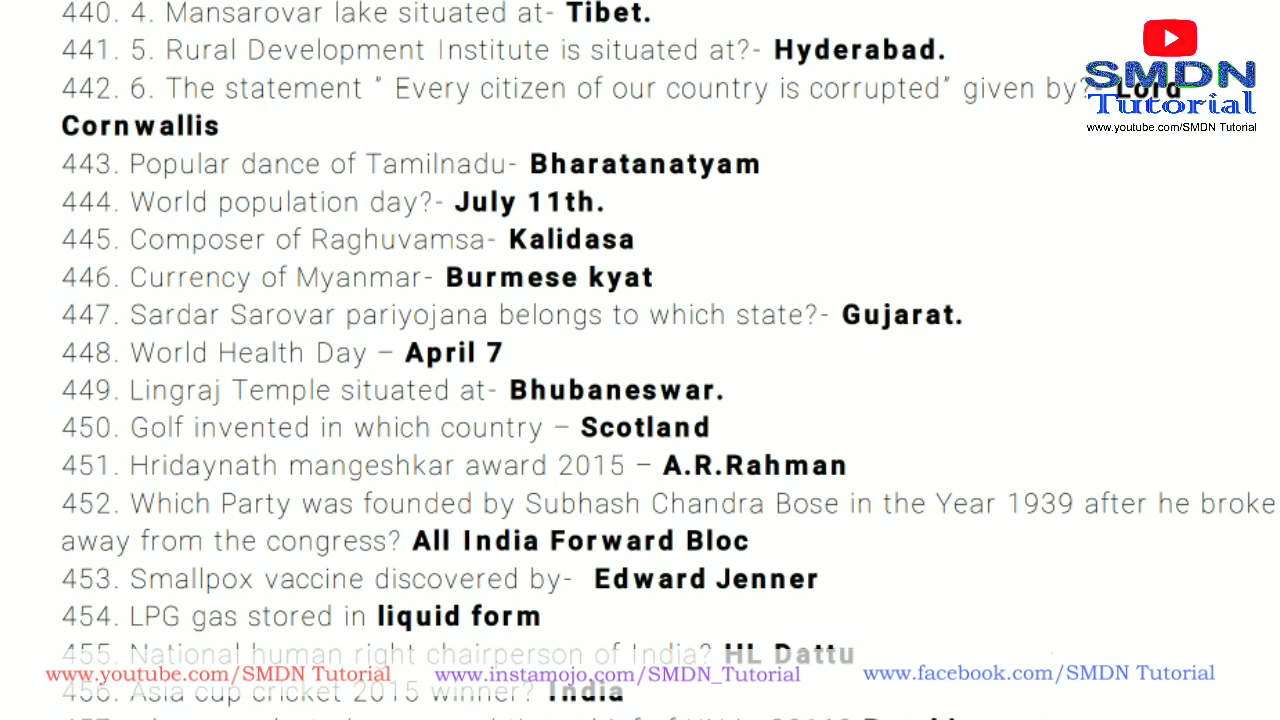 440. 4. Mansarovar lake situated at- Tibet.
441. 5. Rural Development Institute is situated at?- Hyderabad.
442. 6. The statement ” Every citizen of our country is corrupted” given by?- Lord
Cornwallis
SMDN
Tutorial
www.youtube.com/SMDN Tutorial
443. Popular dance of Tamilnadu- Bharatanatyam
444. World population day?- July 11th.
445. Composer of Raghuvamsa- Kalidasa
446. Currency of Myanmar- Burmese kyat
447. Sardar Sarovar pariyojana belongs to which state?- Gujarat.
448. World Health Day – April 7
449. Lingraj Temple situated at- Bhubaneswar.
450. Golf invented in which country – Scotland
451. Hridaynath mangeshkar award 2015 – A.R.Rahman
452. Which Party was founded by Subhash Chandra Bose in the Year 1939 after he broke
away from the congress? All India Forward Bloc
453. Smallpox vaccine discovered by- Edward Jenner
454. LPG gas stored in liquid form
455. National human right chairperson of India? HL Dattu
www.youtube.com/SMDN Tutorial www.instamojo.com/SMDN_Tutorial www.facebook.com/SMDN Tutorial
456. Asia cup cricket 2015 winner? India